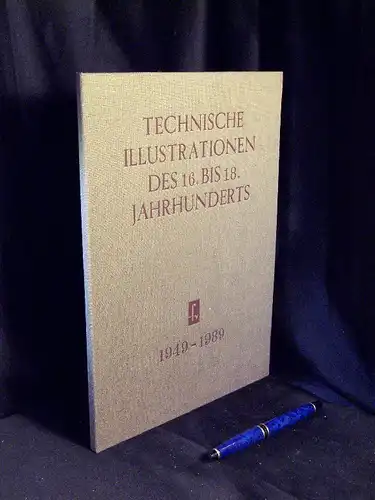 TECHNISCHE
ILLUSTRATIONEN
DES 16. BIS 18.
JAHRHUNDERTS
1949-1989